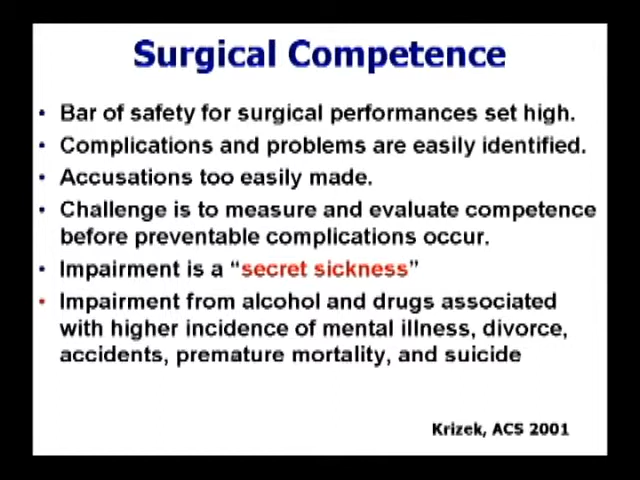 Surgical Competence
• Bar of safety for surgical performances set high.
• Complications and problems are easily identified.
• Accusations too easily made.
• Challenge is to measure and evaluate competence
before preventable complications occur.
• Impairment is a “secret sickness”
• Impairment from alcohol and drugs associated
with higher incidence of mental illness, divorce,
accidents, premature mortality, and suicide
Krizek, ACS 2001